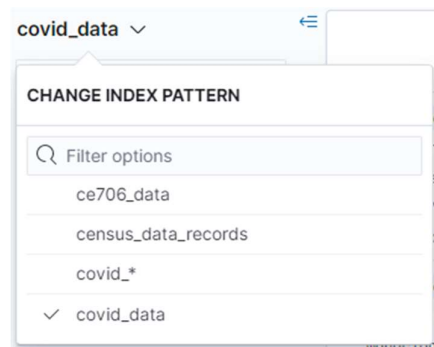 covid_data
CHANGE INDEX PATTERN
Filter options
ce706_data
census_data_records
covid_*
covid_data